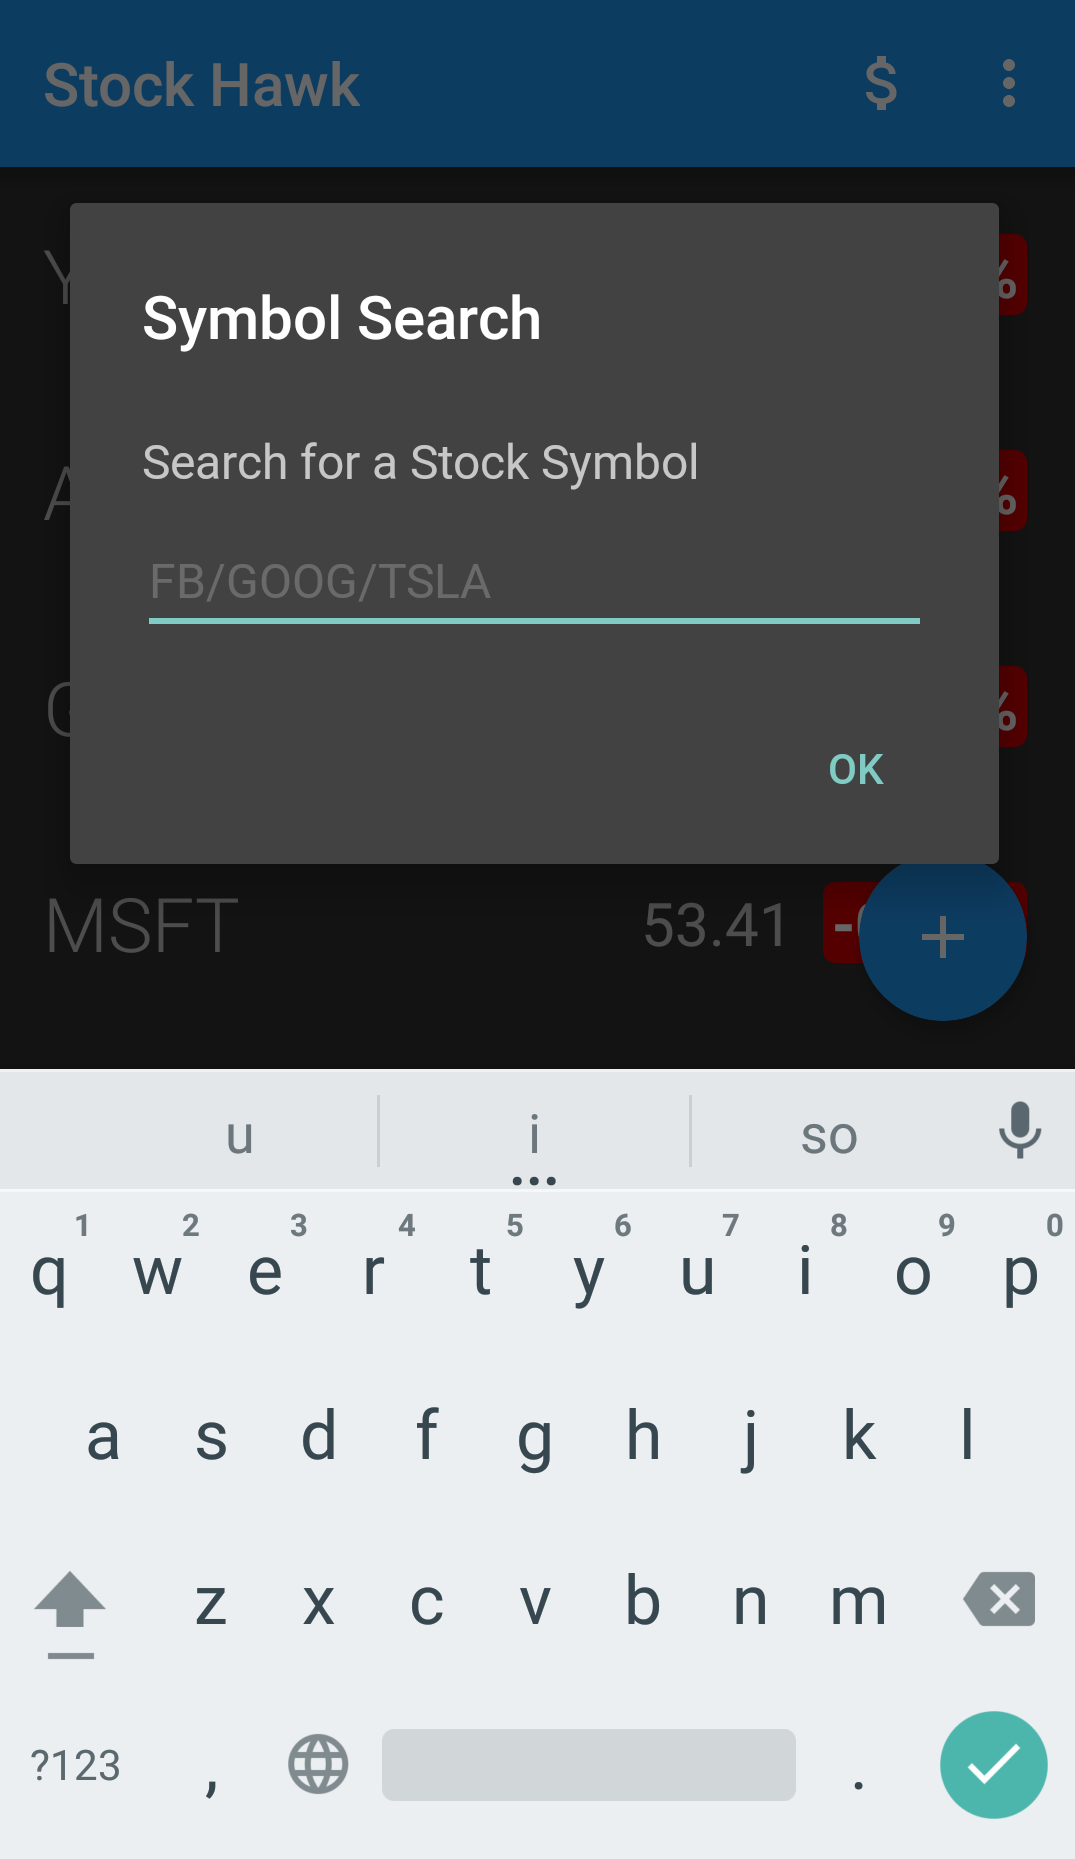 Stock Hawk $
Symbol Search
Search for a Stock Symbol
FB/GOOG/TSLA
OK
MSFT 53.41
u i so
1 2 3 4 5 6 7 8 9 0
q w e r t y u i o p
a s d f g h j k l
z x c v b n m
?123 , .